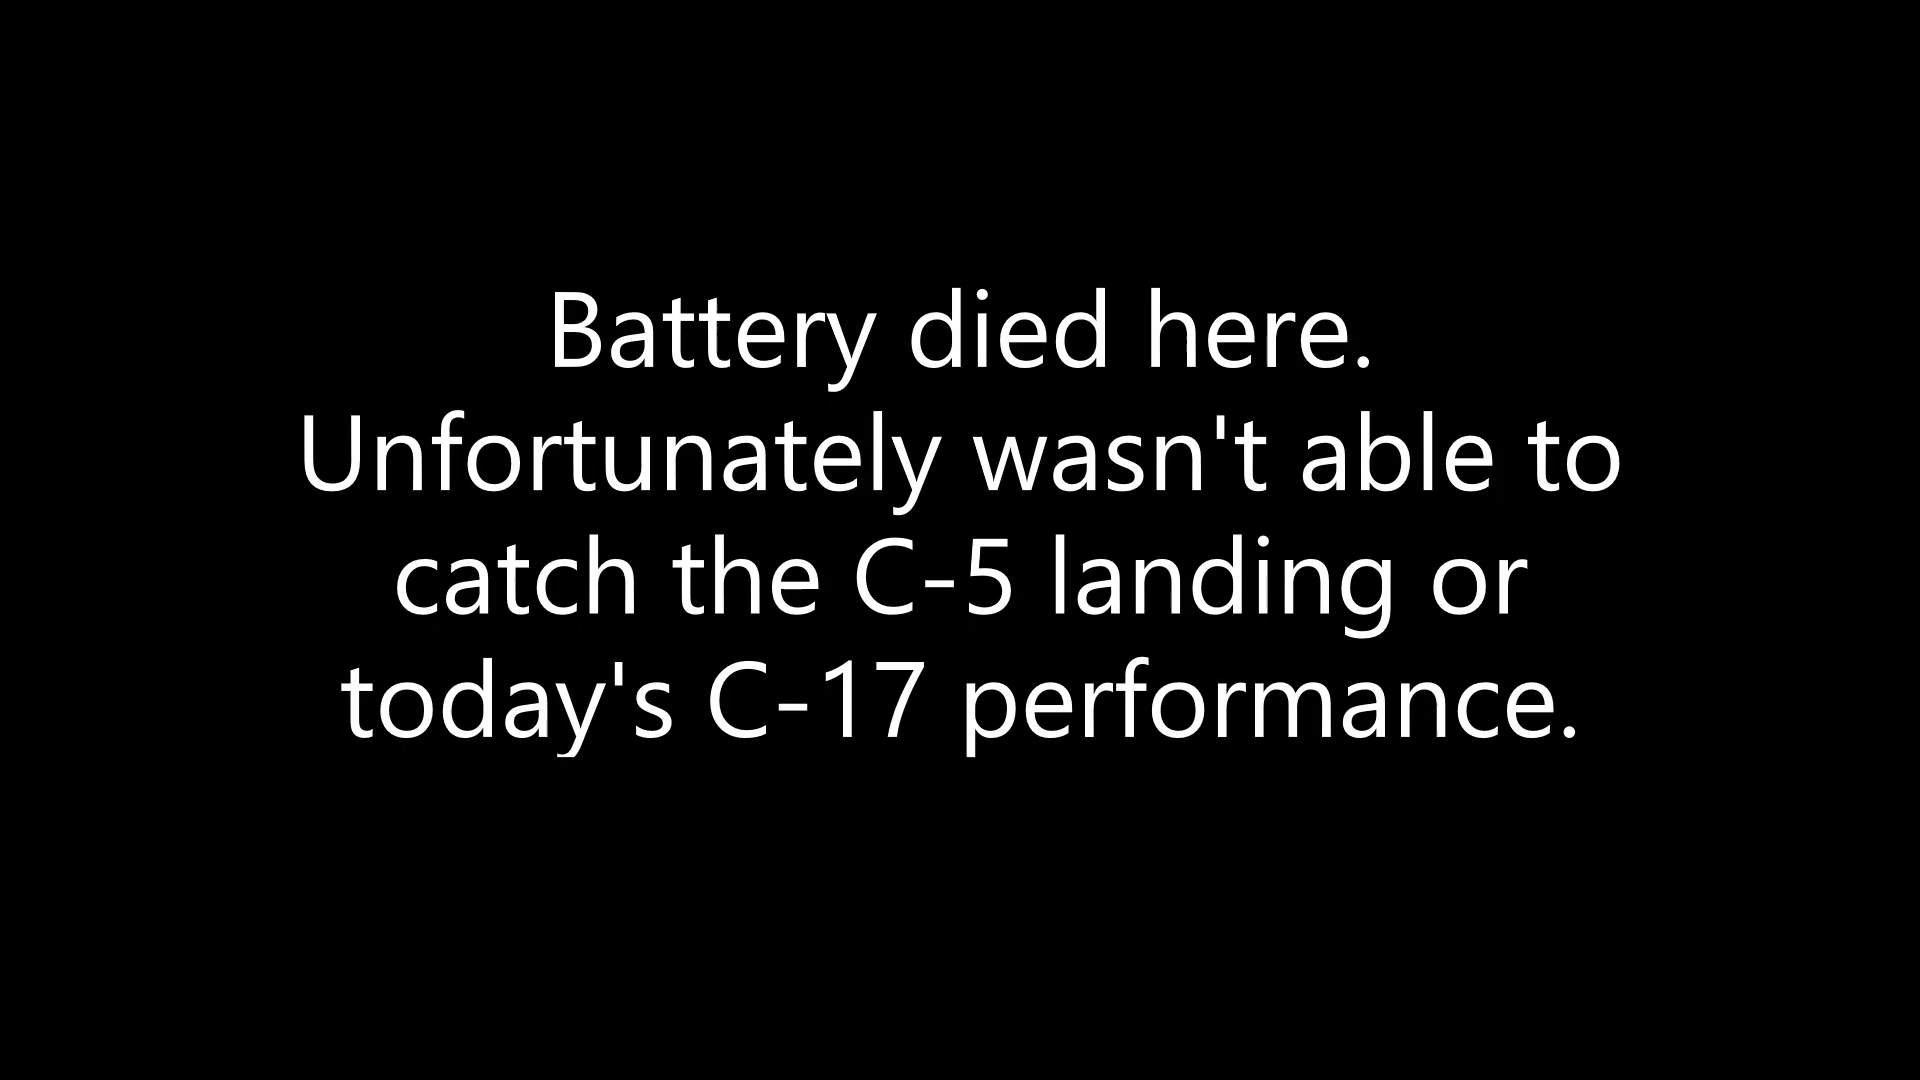 Battery died here.
Unfortunately wasn't able to
catch the C-5 landing or
today's C-17 performance.